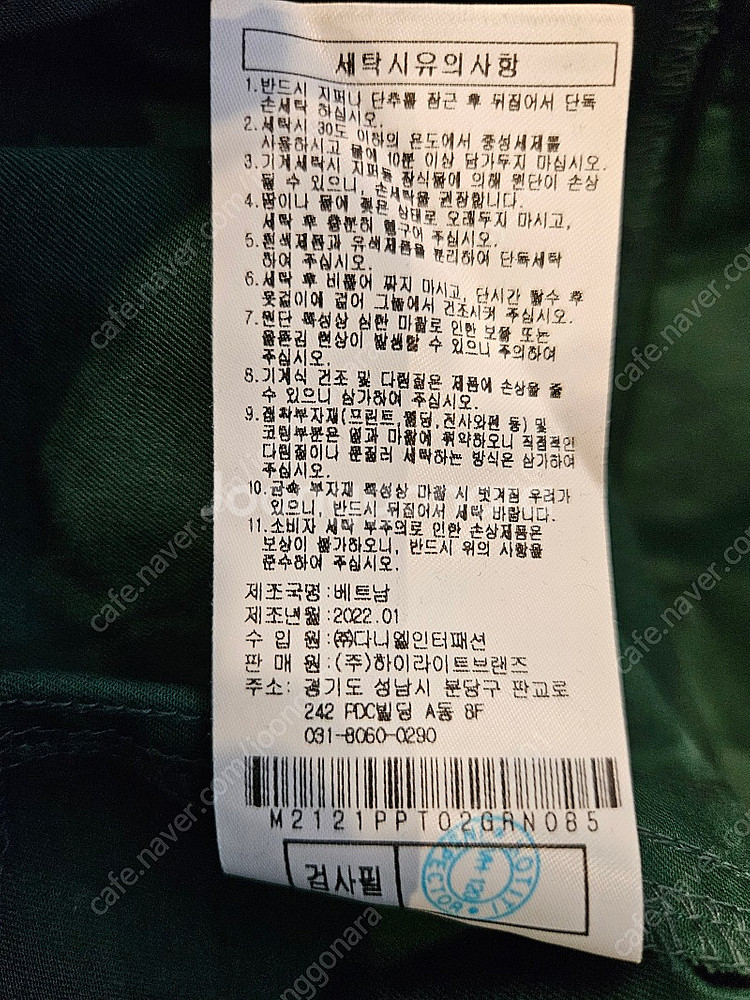 세탁시유의사항
1.반드시 지퍼나 단추를 잠근 후 뒤집어서 단독
손세탁 하십시오.
2.세탁시 30도 이하의 온도에서 중성세제를
사용하시고 물에 10분 이상 담가두지 마십시오.
3.기계세탁시 지퍼등 장식물에 의해 원단이 손상
될 수 있으니, 손세탁을 권장합니다.
4.땀이나 물에 젖은 상태로 오래두지 마시고,
세탁 후 충분히 헹구어 주십시오.
5.흰색제품과 유색제품을 분리하여 단독세탁
하여 주십시오.
6.세탁 후 비틀어 짜지 마시고, 단시간 탈수 후
옷걸이에 걸어 그늘에서 건조시켜 주십시오.
7.원단 특성상 심한 마찰로 인한 보풀 또는
올뜯김 현상이 발생할 수 있으니 주의하여
주십시오.
8.기계식 건조 및 다림질은 제품에 손상을 줄
수 있으니 삼가하여 주십시오.
9.접착부자재(프린트,웰딩,전사와펜 등) 및
코팅부분은 열과 마찰에 취약하오니 직접적인
다림질이나 문질러 세탁하는 방식은 삼가하여
주십시오.
10.금속 부자재 특성상 마찰 시 벗겨짐 우려가
있으니, 반드시 뒤집어서 세탁 바랍니다.
11.소비자 세탁 부주의로 인한 손상제품은
보상이 불가하오니, 반드시 위의 사항을
준수하여 주십시오.
제조국명:베트남
제조년월:2022.01
수 입 원:㈜다니엘인터패션
판 매 원:(주)하이라이트브랜즈
주소: 경기도 성남시 분당구 판교로
242 PDC빌딩 A동 8F
031-8060-0290
M2121PPT02GRN085
검사필
KOTITI
INSPECTOR
cafe.naver.com/joonggonara